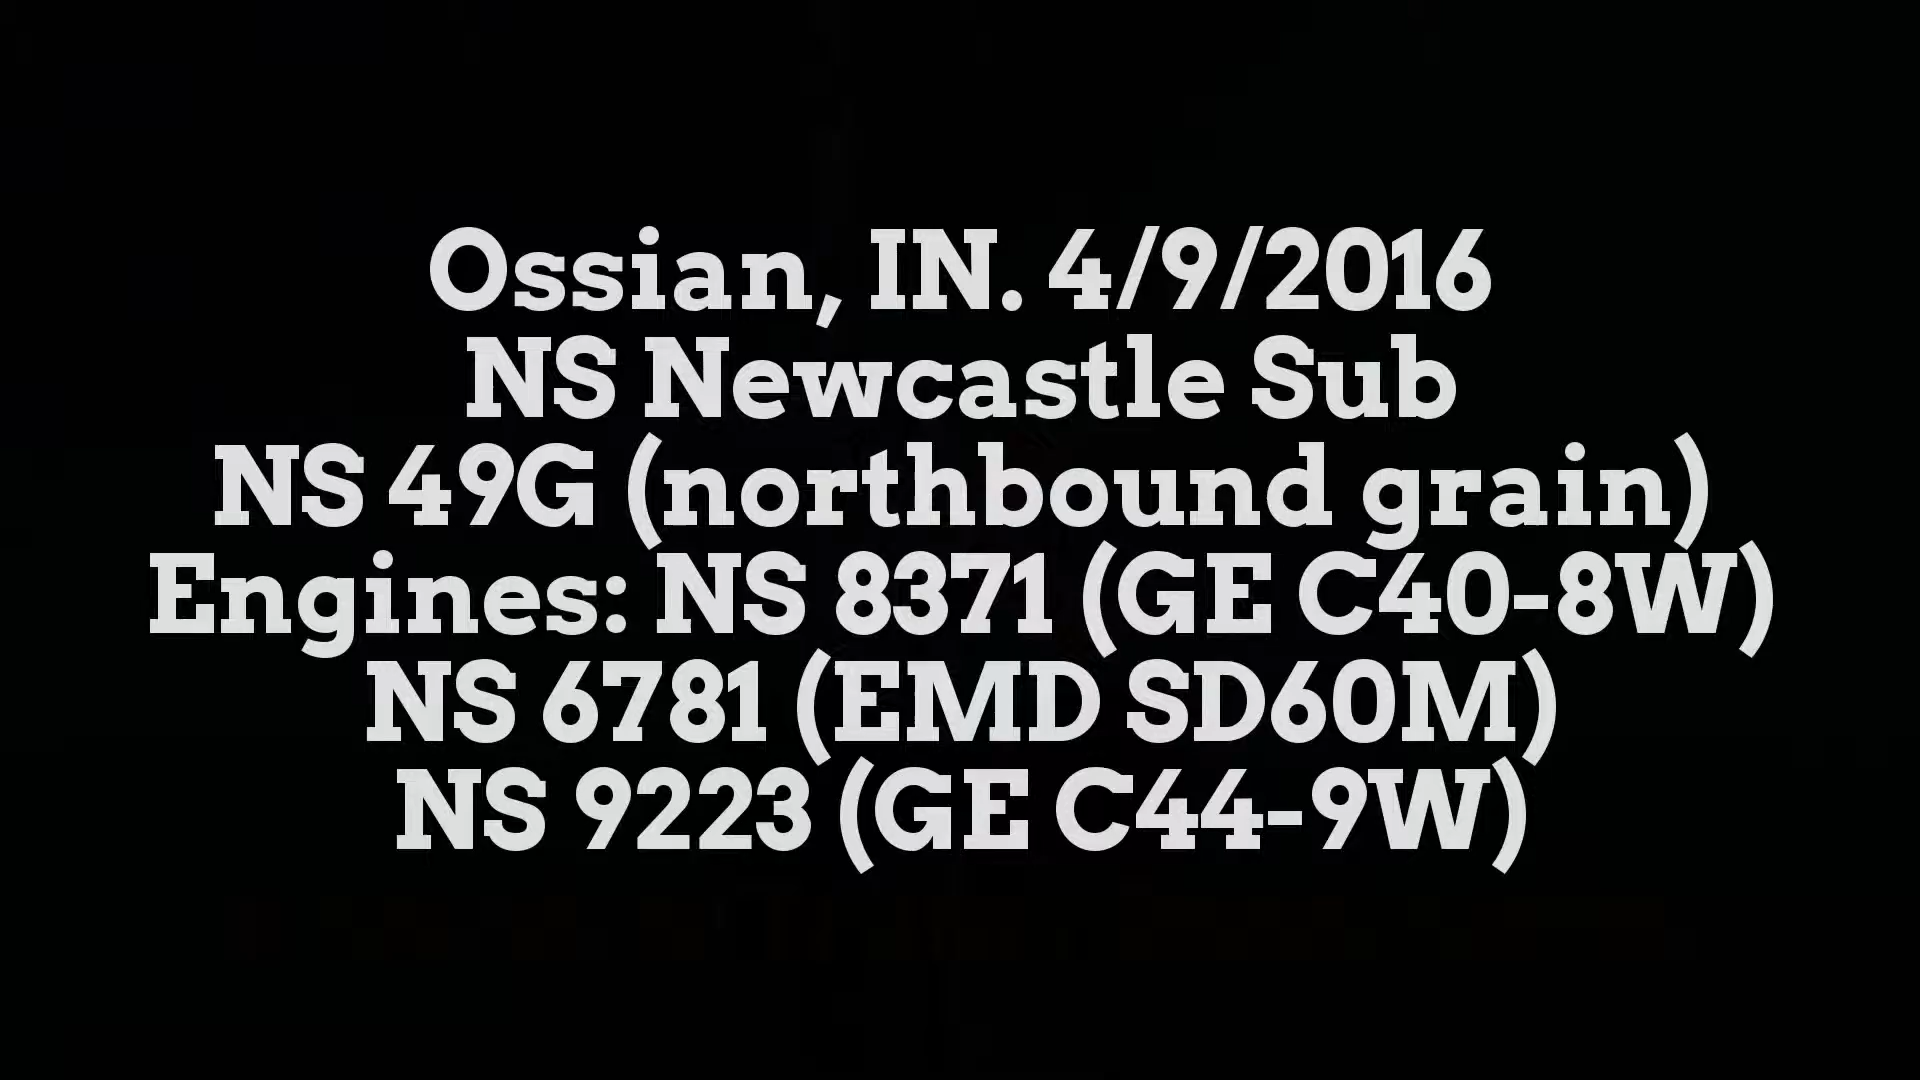 Ossian, IN. 4/9/2016
NS Newcastle Sub
NS 49G (northbound grain)
Engines: NS 8371 (GE C40-8W)
NS 6781 (EMD SD60M)
NS 9223 (GE C44-9W)